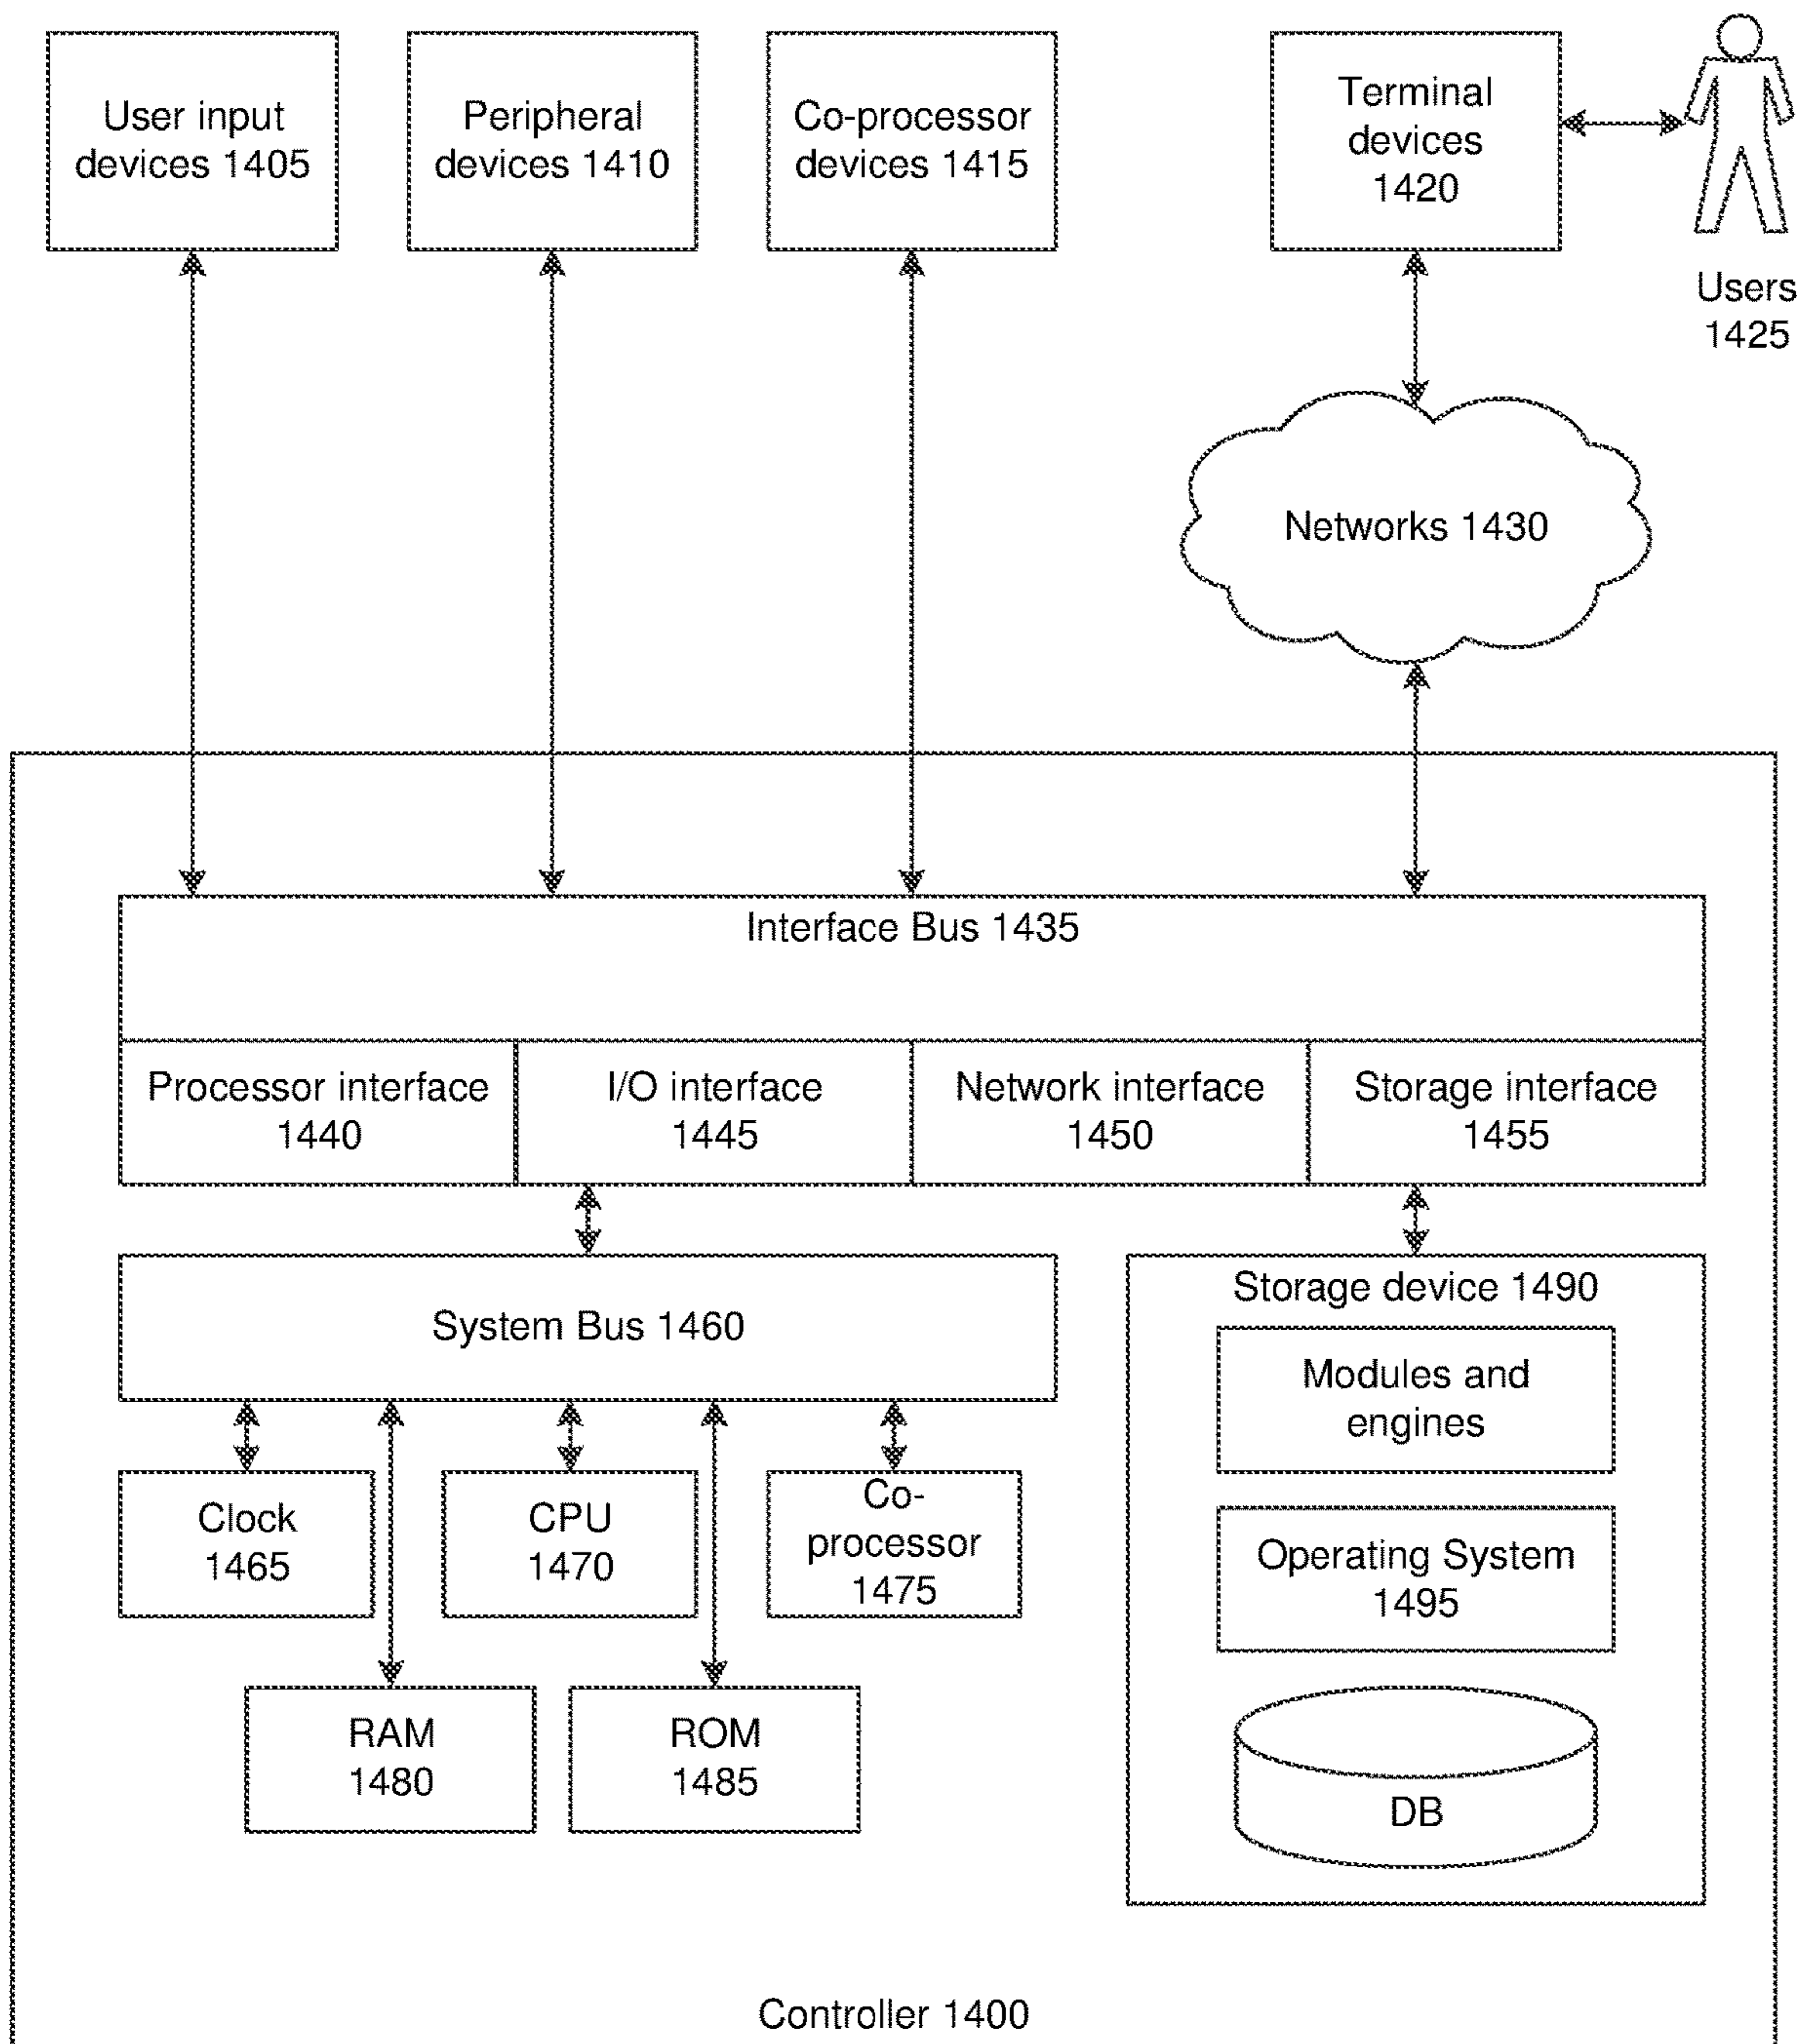 User input
devices 1405
Peripheral
devices 1410
Co-processor
devices 1415
Terminal
devices
1420
Users
1425
Networks 1430
Interface Bus 1435
Processor interface
1440
I/O interface
1445
Network interface
1450
Storage interface
1455
System Bus 1460
Storage device 1490
Modules and
engines
Clock
1465
CPU
1470
Co-
processor
1475
Operating System
1495
RAM
1480
ROM
1485
DB
Controller 1400